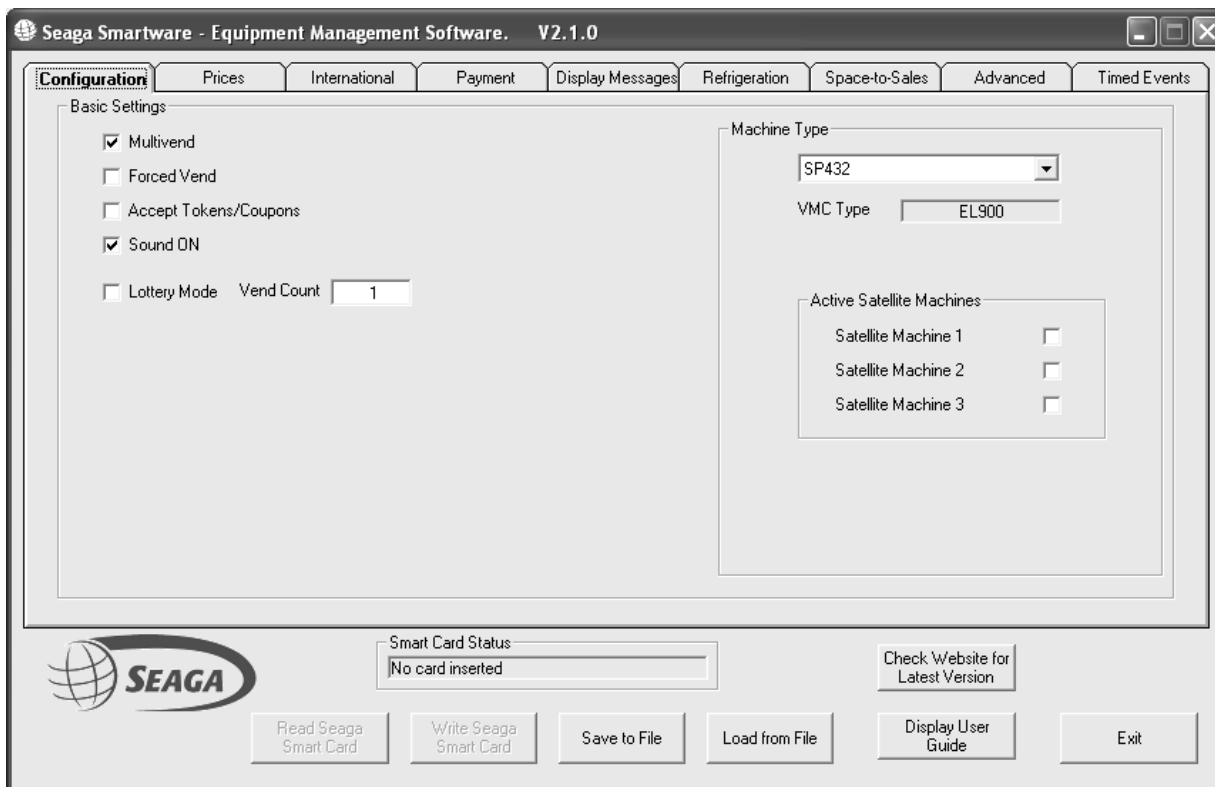 Seaga Smartware - Equipment Management Software. V2.1.0
Configuration Prices International Payment Display Messages Refrigeration Space-to-Sales Advanced Timed Events
Basic Settings
Multivend
Forced Vend
Accept Tokens/Coupons
Sound ON
Lottery Mode Vend Count 1
Machine Type
SP432
VMC Type EL900
Active Satellite Machines
Satellite Machine 1
Satellite Machine 2
Satellite Machine 3
SEAGA
Smart Card Status
No card inserted
Check Website for
Latest Version
Read Seaga
Smart Card
Write Seaga
Smart Card
Save to File
Load from File
Display User
Guide
Exit